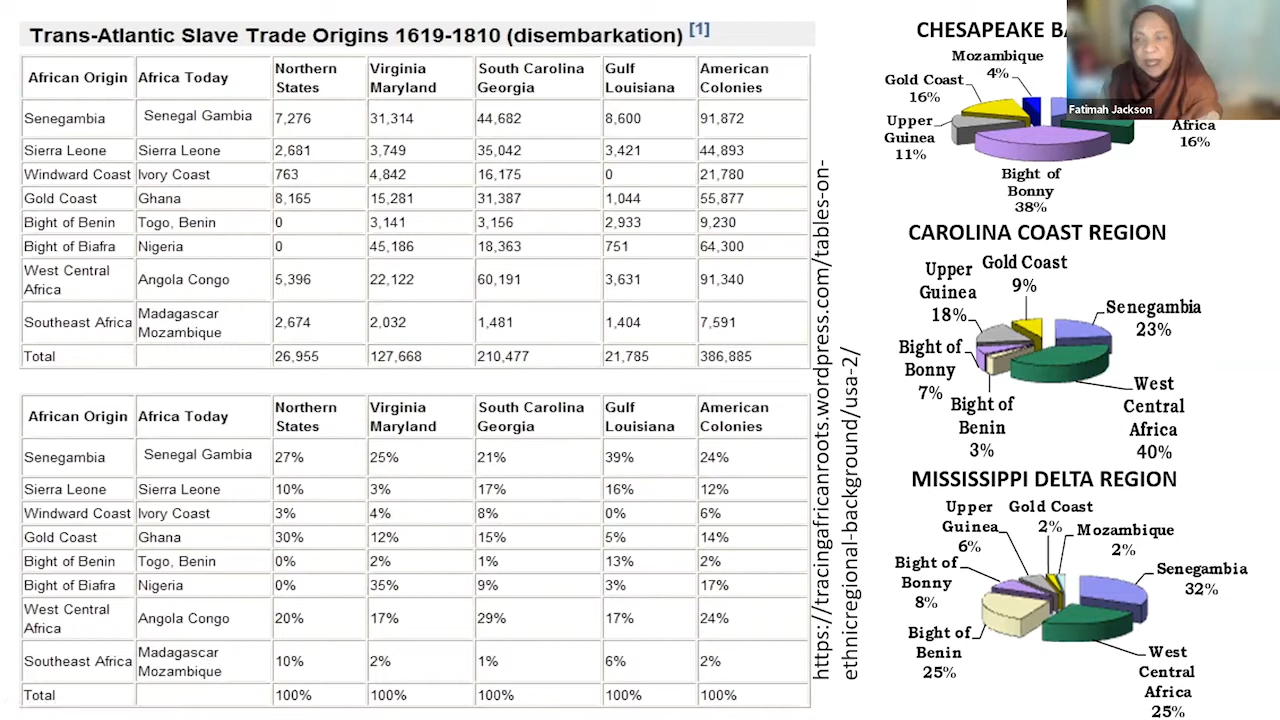 Trans-Atlantic Slave Trade Origins 1619-1810 (disembarkation) [1]
African Origin Africa Today Northern States Virginia Maryland South Carolina Georgia Gulf Louisiana American Colonies
Senegambia Senegal Gambia 7,276 31,314 44,682 8,600 91,872
Sierra Leone Sierra Leone 2,681 3,749 35,042 3,421 44,893
Windward Coast Ivory Coast 763 4,842 16,175 0 21,780
Gold Coast Ghana 8,165 15,281 31,387 1,044 55,877
Bight of Benin Togo, Benin 0 3,141 3,156 2,933 9,230
Bight of Biafra Nigeria 0 45,186 18,363 751 64,300
West Central Africa Angola Congo 5,396 22,122 60,191 3,631 91,340
Southeast Africa Madagascar Mozambique 2,674 2,032 1,481 1,404 7,591
Total 26,955 127,668 210,477 21,785 386,885
African Origin Africa Today Northern States Virginia Maryland South Carolina Georgia Gulf Louisiana American Colonies
Senegambia Senegal Gambia 27% 25% 21% 39% 24%
Sierra Leone Sierra Leone 10% 3% 17% 16% 12%
Windward Coast Ivory Coast 3% 4% 8% 0% 6%
Gold Coast Ghana 30% 12% 15% 5% 14%
Bight of Benin Togo, Benin 0% 2% 1% 13% 2%
Bight of Biafra Nigeria 0% 35% 9% 3% 17%
West Central Africa Angola Congo 20% 17% 29% 17% 24%
Southeast Africa Madagascar Mozambique 10% 2% 1% 6% 2%
Total 100% 100% 100% 100% 100%
https://tracingafricanroots.wordpress.com/tables-on-
ethnicregional-background/usa-2/
CHESAPEAKE
Mozambique
4%
Gold Coast
16%
Upper
Guinea
11%
Bight of
Bonny
38%
Africa
16%
Fatimah Jackson
CAROLINA COAST REGION
Upper
Guinea
18%
Gold Coast
9%
Senegambia
23%
Bight of
Bonny
7%
Bight of
Benin
3%
West
Central
Africa
40%
MISSISSIPPI DELTA REGION
Upper
Guinea
6%
Gold Coast
2%
Mozambique
2%
Senegambia
32%
Bight of
Bonny
8%
Bight of
Benin
25%
West
Central
Africa
25%